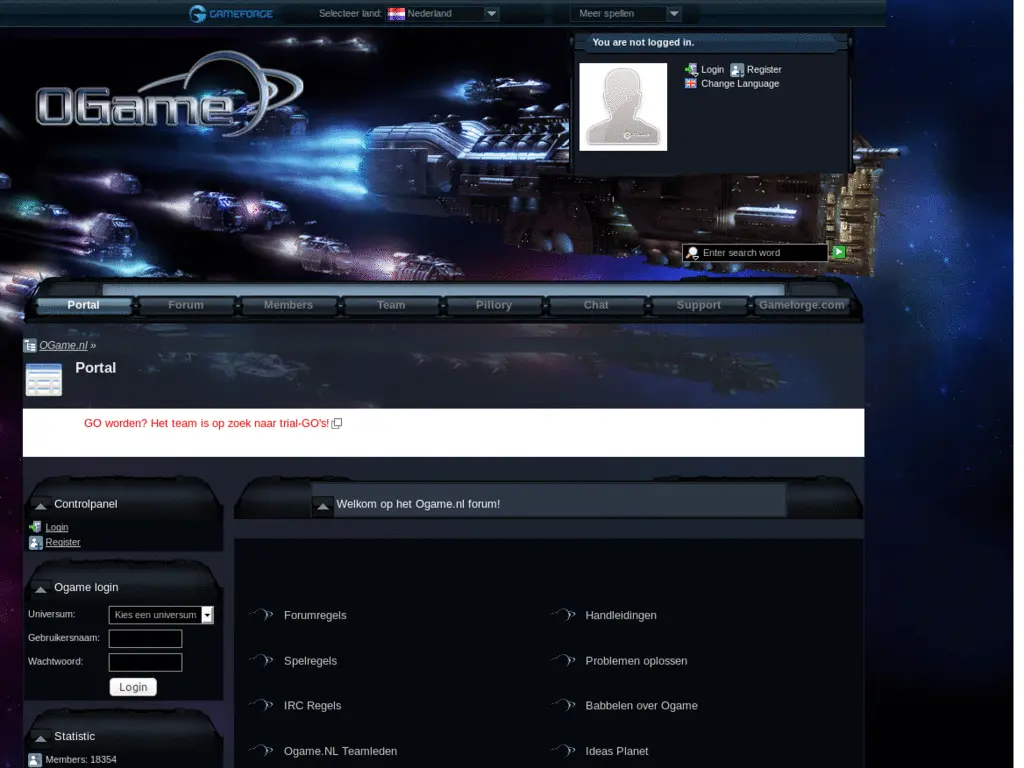 GAMEFORGE Selecteer land: Nederland Meer spellen
You are not logged in.
Login Register
Change Language
OGame
Enter search word
Portal Forum Members Team Pillory Chat Support Gameforge.com
OGame.nl »
Portal
GO worden? Het team is op zoek naar trial-GO's!
Controlpanel
Login
Register
Ogame login
Universum: Kies een universum
Gebruikersnaam:
Wachtwoord:
Login
Statistic
Members: 18354
Welkom op het Ogame.nl forum!
Forumregels Handleidingen
Spelregels Problemen oplossen
IRC Regels Babbelen over Ogame
Ogame.NL Teamleden Ideas Planet